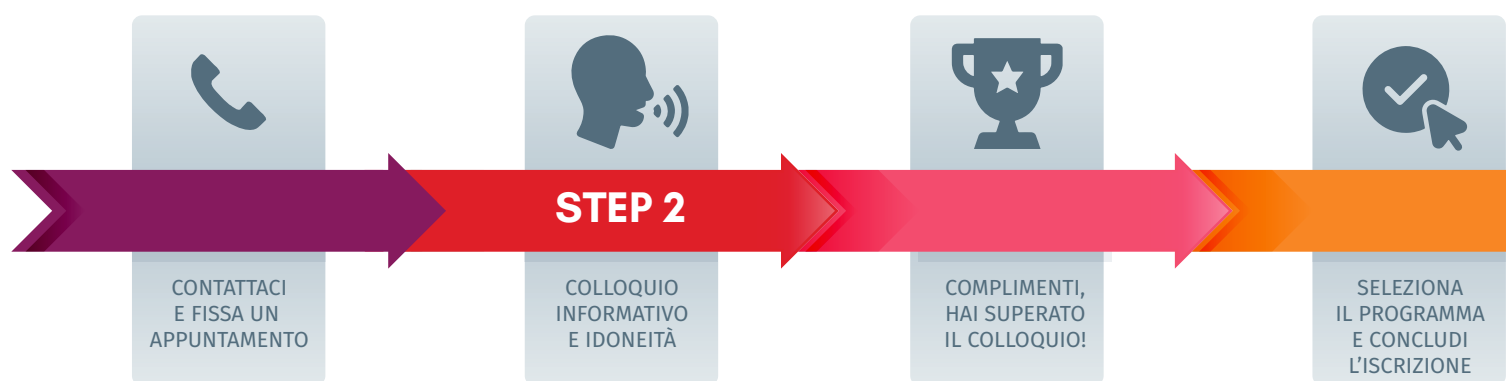 STEP 2
CONTATTACI
E FISSA UN
APPUNTAMENTO
COLLOQUIO
INFORMATIVO
E IDONEITÀ
COMPLIMENTI,
HAI SUPERATO
IL COLLOQUIO!
SELEZIONA
IL PROGRAMMA
E CONCLUDI
L'ISCRIZIONE